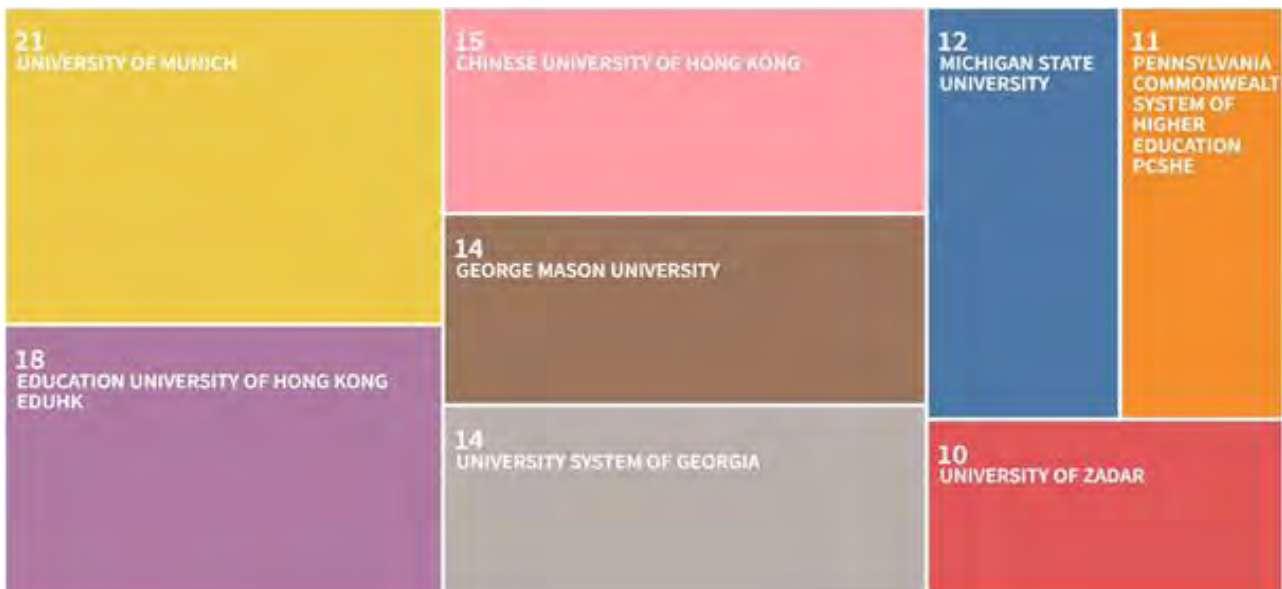 21
UNIVERSITY OF MUNICH
18
EDUCATION UNIVERSITY OF HONG KONG
EDUHK
15
CHINESE UNIVERSITY OF HONG KONG
14
GEORGE MASON UNIVERSITY
14
UNIVERSITY SYSTEM OF GEORGIA
12
MICHIGAN STATE
UNIVERSITY
11
PENNSYLVANIA
COMMONWEALT
SYSTEM OF
HIGHER
EDUCATION
PCSHE
10
UNIVERSITY OF ZADAR